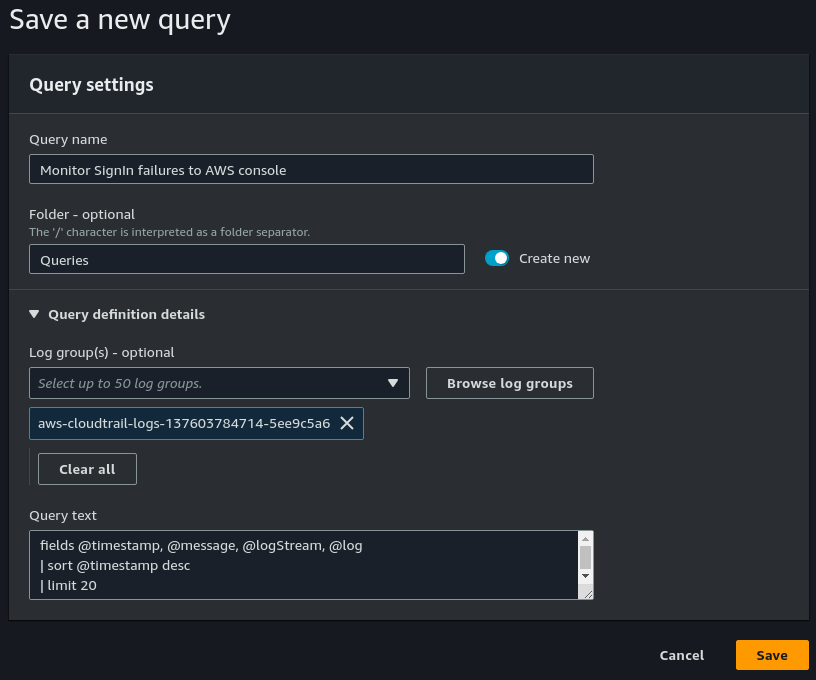 Save a new query
Query settings
Query name
Monitor SignIn failures to AWS console
Folder - optional
The '/' character is interpreted as a folder separator.
Queries
Create new
Query definition details
Log group(s) - optional
Select up to 50 log groups.
Browse log groups
aws-cloudtrail-logs-137603784714-5ee9c5a6
Clear all
Query text
fields @timestamp, @message, @logStream, @log
| sort @timestamp desc
| limit 20
Cancel
Save